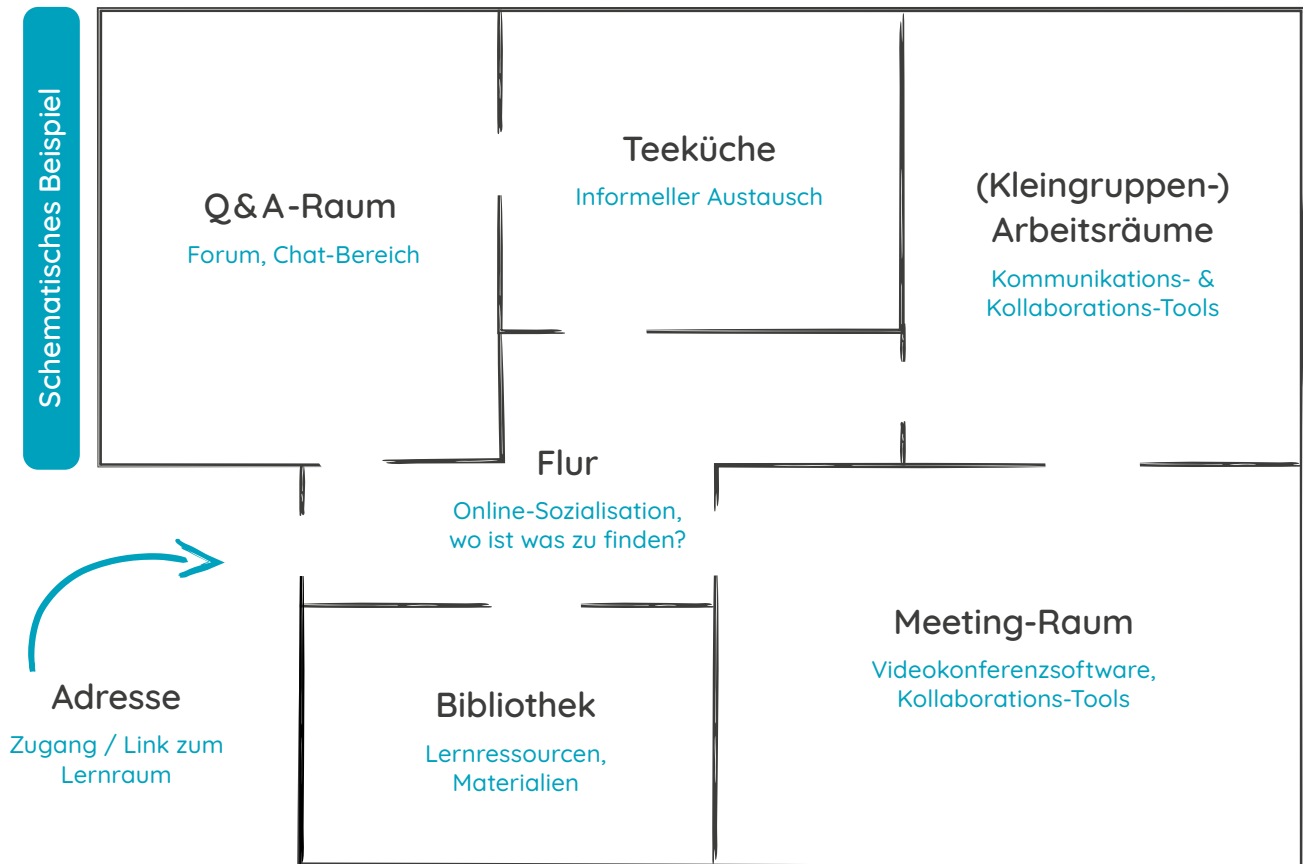 Schematisches Beispiel
Q&A-Raum
Forum, Chat-Bereich
Teeküche
Informeller Austausch
(Kleingruppen-)
Arbeitsräume
Kommunikations- &
Kollaborations-Tools
Flur
Online-Sozialisation,
wo ist was zu finden?
Adresse
Zugang / Link zum
Lernraum
Bibliothek
Lernressourcen,
Materialien
Meeting-Raum
Videokonferenzsoftware,
Kollaborations-Tools